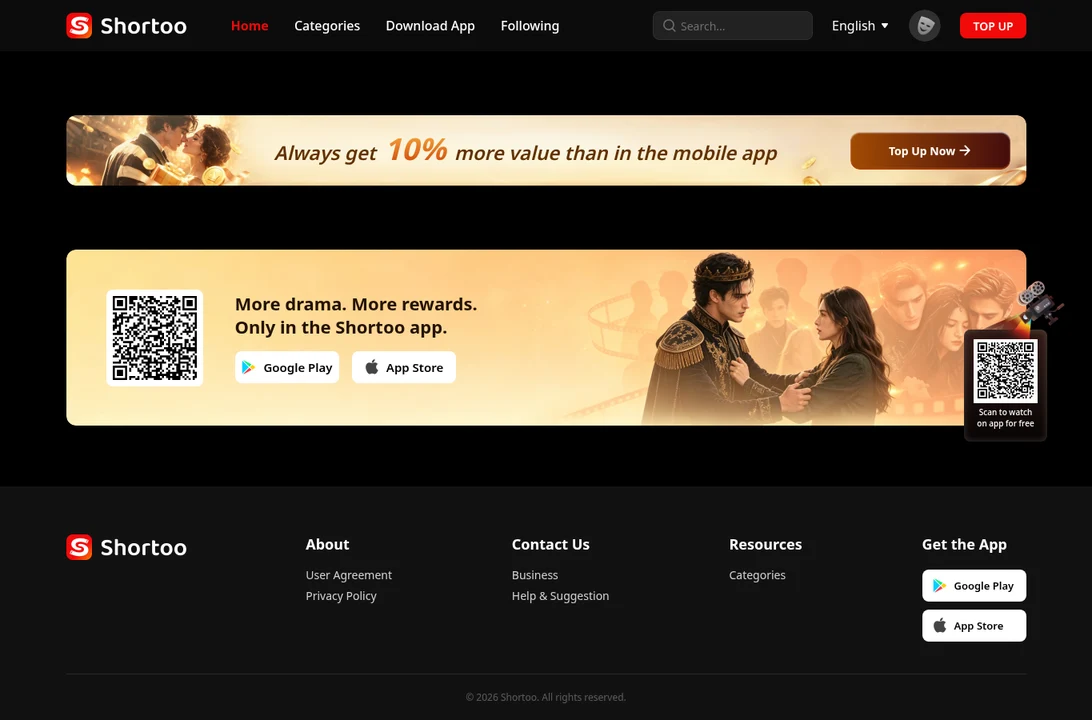 Shortoo
Home
Categories
Download App
Following
Search...
English
TOP UP
Always get 10% more value than in the mobile app
Top Up Now
More drama. More rewards.
Only in the Shortoo app.
Google Play
App Store
Scan to watch
on app for free
Shortoo
About
User Agreement
Privacy Policy
Contact Us
Business
Help & Suggestion
Resources
Categories
Get the App
Google Play
App Store
© 2026 Shortoo. All rights reserved.